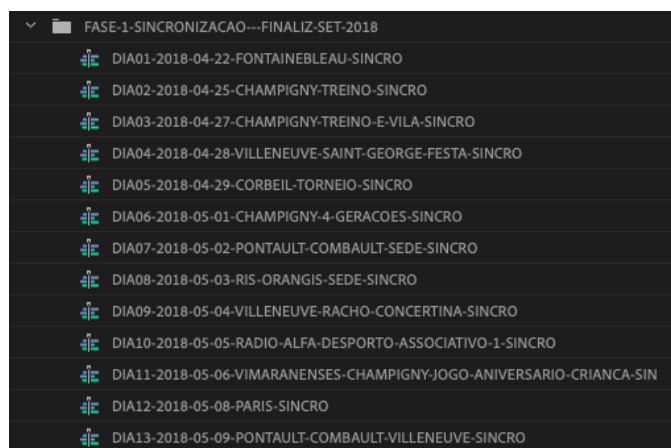 FASE-1-SINCRONIZACAO---FINALIZ-SET-2018
DIA01-2018-04-22-FONTAINEBLEAU-SINCRO
DIA02-2018-04-25-CHAMPIGNY-TREINO-SINCRO
DIA03-2018-04-27-CHAMPIGNY-TREINO-E-VILA-SINCRO
DIA04-2018-04-28-VILLENEUVE-SAINT-GEORGE-FESTA-SINCRO
DIA05-2018-04-29-CORBEIL-TORNEIO-SINCRO
DIA06-2018-05-01-CHAMPIGNY-4-GERACOES-SINCRO
DIA07-2018-05-02-PONTAULT-COMBAULT-SEDE-SINCRO
DIA08-2018-05-03-RIS-ORANGIS-SEDE-SINCRO
DIA09-2018-05-04-VILLENEUVE-RACHO-CONCERTINA-SINCRO
DIA10-2018-05-05-RADIO-ALFA-DESPORTO-ASSOCIATIVO-1-SINCRO
DIA11-2018-05-06-VIMARANENSES-CHAMPIGNY-JOGO-ANIVERSARIO-CRIANCA-SIN
DIA12-2018-05-08-PARIS-SINCRO
DIA13-2018-05-09-PONTAULT-COMBAULT-VILLENEUVE-SINCRO